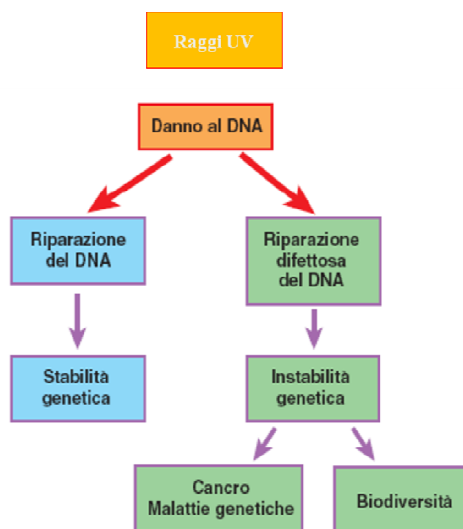 Raggi UV
Danno al DNA
Riparazione
del DNA
Riparazione
difettosa
del DNA
Stabilità
genetica
Instabilità
genetica
Cancro
Malattie genetiche
Biodiversità